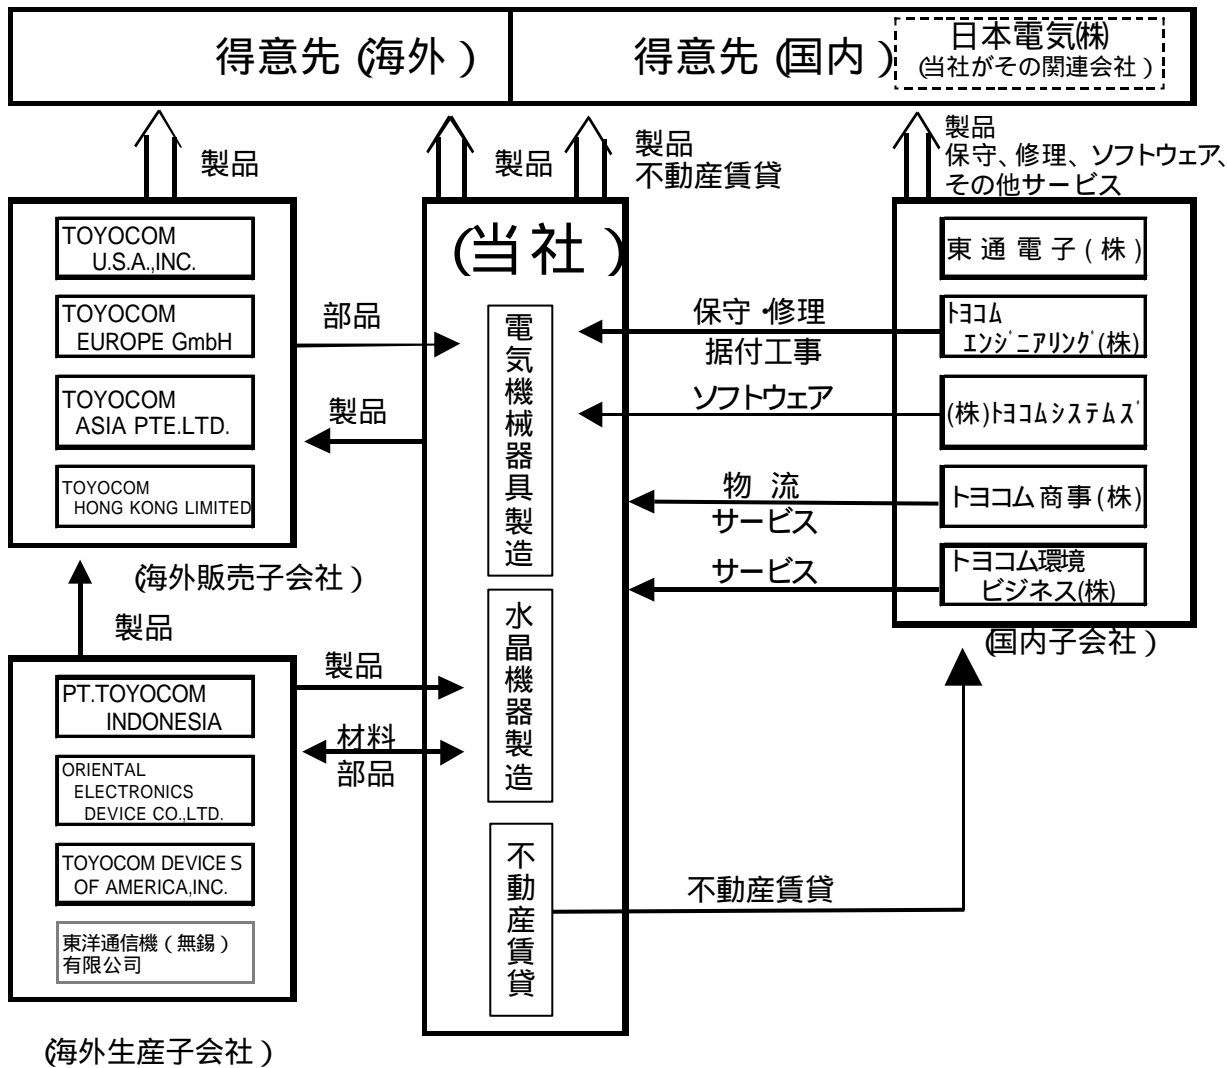 得意先（海外）
得意先（国内）
日本電気(株)
(当社がその関連会社）
製品
製品
製品
不動産賃貸
製品
保守、修理、ソフトウェア、
その他サービス
TOYOCOM
U.S.A.,INC.
TOYOCOM
EUROPE GmbH
TOYOCOM
ASIA PTE.LTD.
TOYOCOM
HONG KONG LIMITED
(海外販売子会社）
部品
製品
(当社）
電気機械器具製造
水晶機器製造
不動産賃貸
保守・修理
据付工事
ソフトウェア
物 流
サービス
サービス
東通電子(株)
ﾄﾖｺﾑ
ｴﾝｼﾞﾆｱﾘﾝｸﾞ(株)
(株)ﾄﾖｺﾑｼｽﾃﾑｽﾞ
トヨコム商事(株)
トヨコム環境
ビジネス(株)
(国内子会社）
製品
PT.TOYOCOM
INDONESIA
ORIENTAL
ELECTRONICS
DEVICE CO.,LTD.
TOYOCOM DEVICES
OF AMERICA,INC.
東洋通信機（無錫）
有限公司
(海外生産子会社）
製品
材料
部品
不動産賃貸